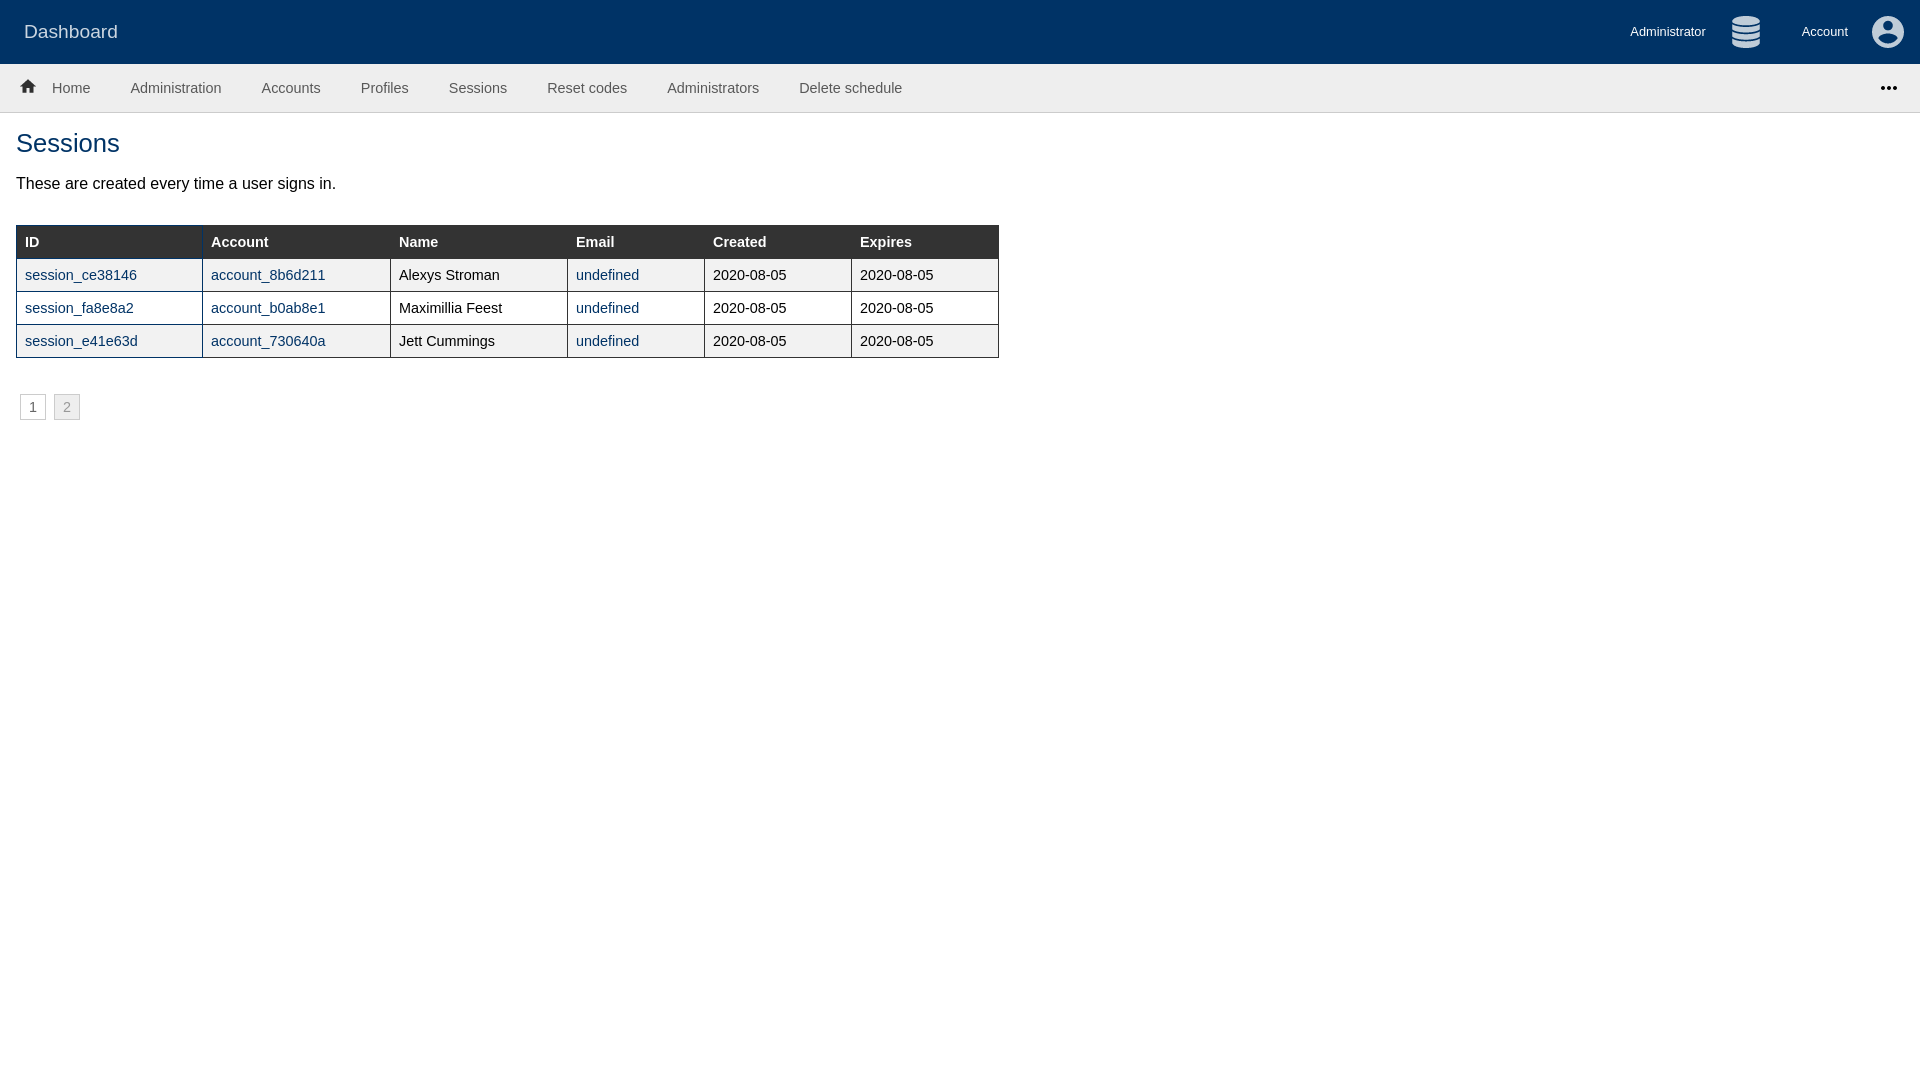 Dashboard Administrator Account
Home Administration Accounts Profiles Sessions Reset codes Administrators Delete schedule
Sessions
These are created every time a user signs in.
ID Account Name Email Created Expires
session_ce38146 account_8b6d211 Alexys Stroman undefined 2020-08-05 2020-08-05
session_fa8e8a2 account_b0ab8e1 Maximillia Feest undefined 2020-08-05 2020-08-05
session_e41e63d account_730640a Jett Cummings undefined 2020-08-05 2020-08-05
1 2